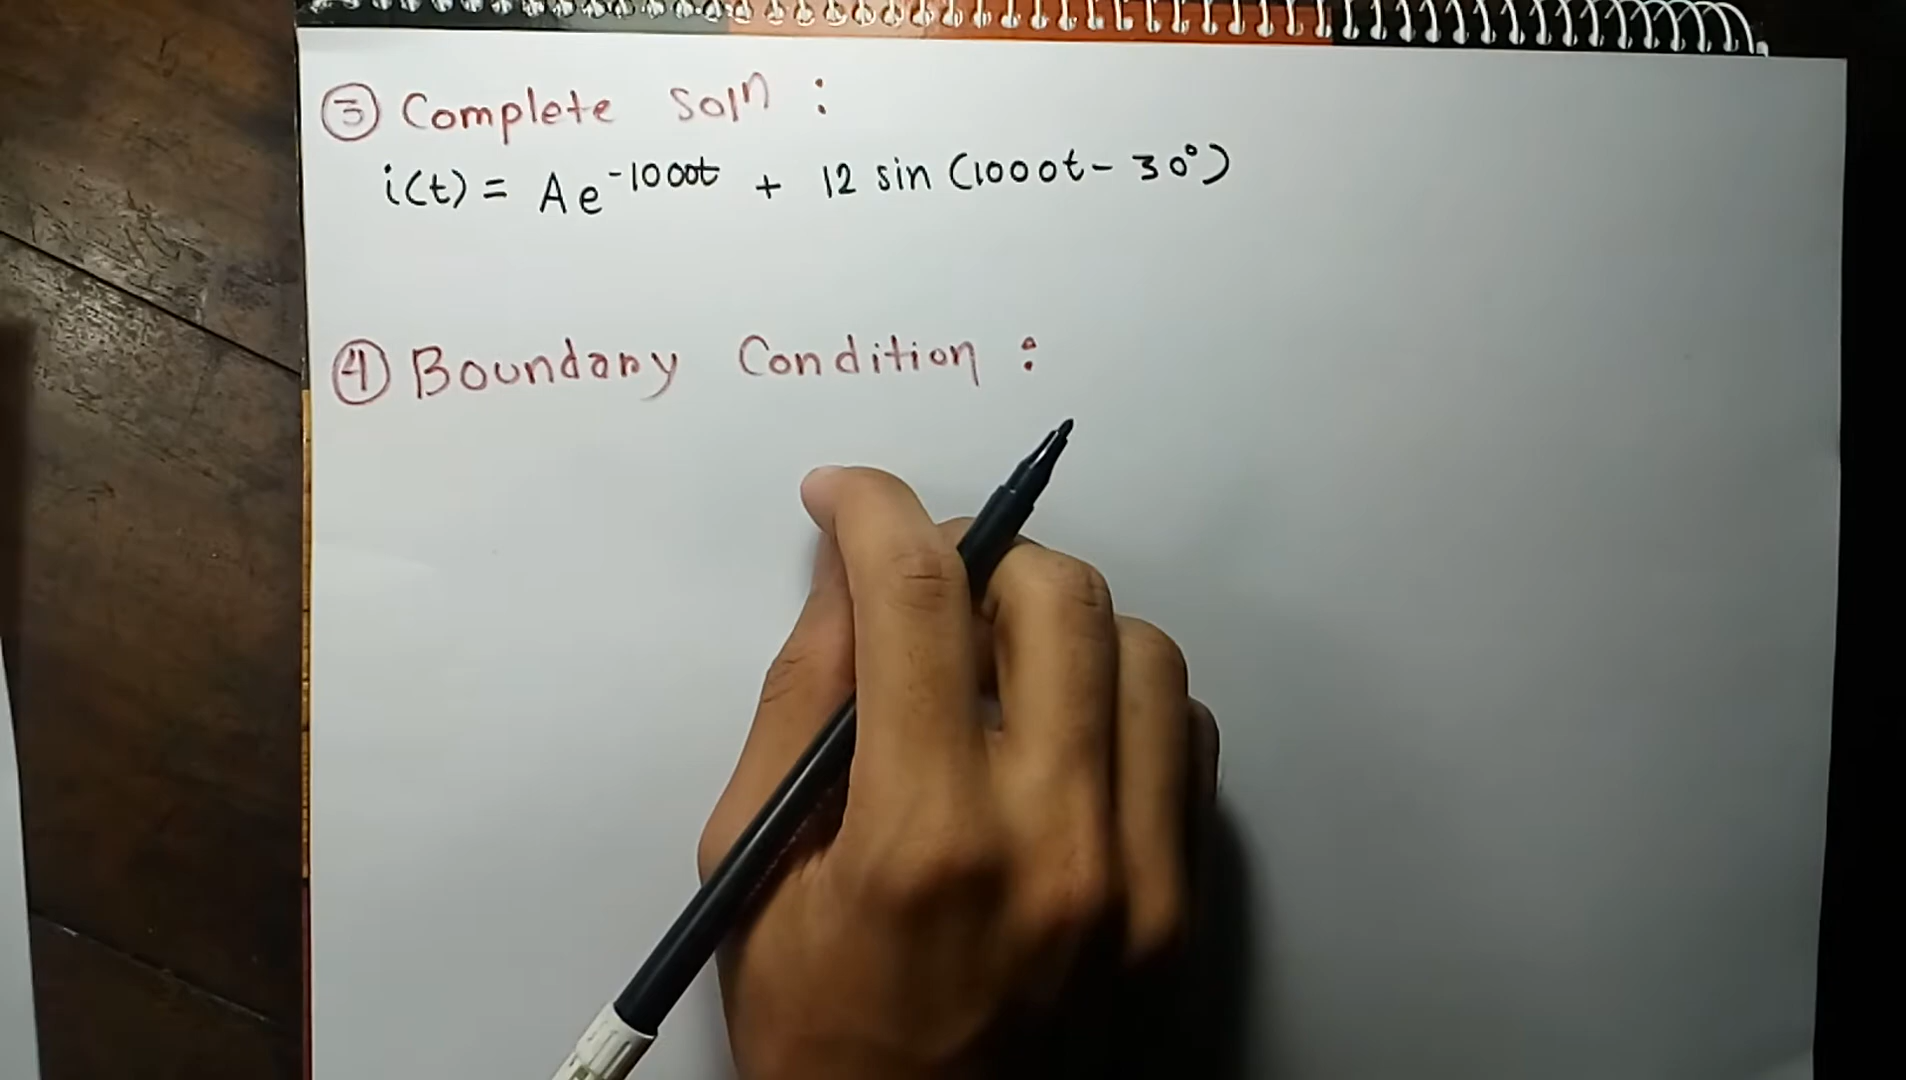 ③ Complete Solⁿ :
i(t) = Ae^-1000t + 12 sin (1000t - 30°)
④ Boundary Condition :